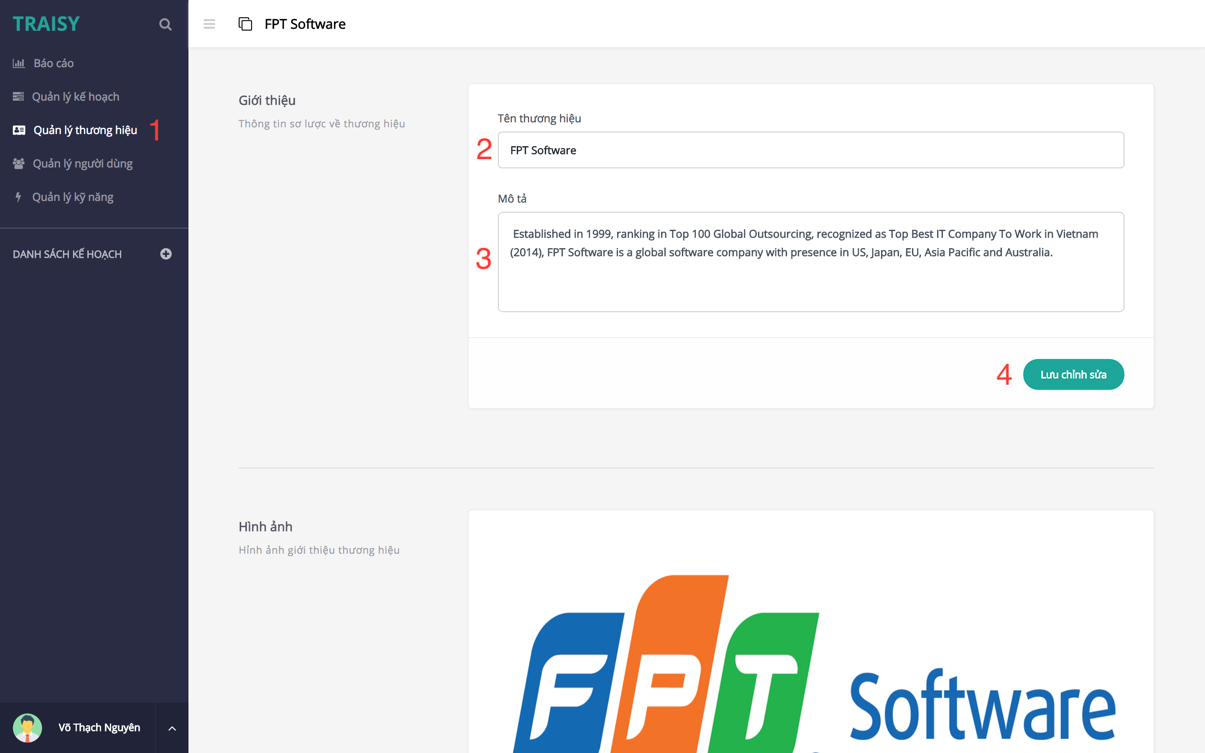 TRAISY
FPT Software
Báo cáo
Quản lý kế hoạch
Quản lý thương hiệu 1
Quản lý người dùng
Quản lý kỹ năng
DANH SÁCH KẾ HOẠCH
Giới thiệu
Thông tin sơ lược về thương hiệu
Tên thương hiệu
2 FPT Software
Mô tả
3
Established in 1999, ranking in Top 100 Global Outsourcing, recognized as Top Best IT Company To Work in Vietnam
(2014), FPT Software is a global software company with presence in US, Japan, EU, Asia Pacific and Australia.
4 Lưu chỉnh sửa
Hình ảnh
Hình ảnh giới thiệu thương hiệu
FPT Software
Võ Thạch Nguyên